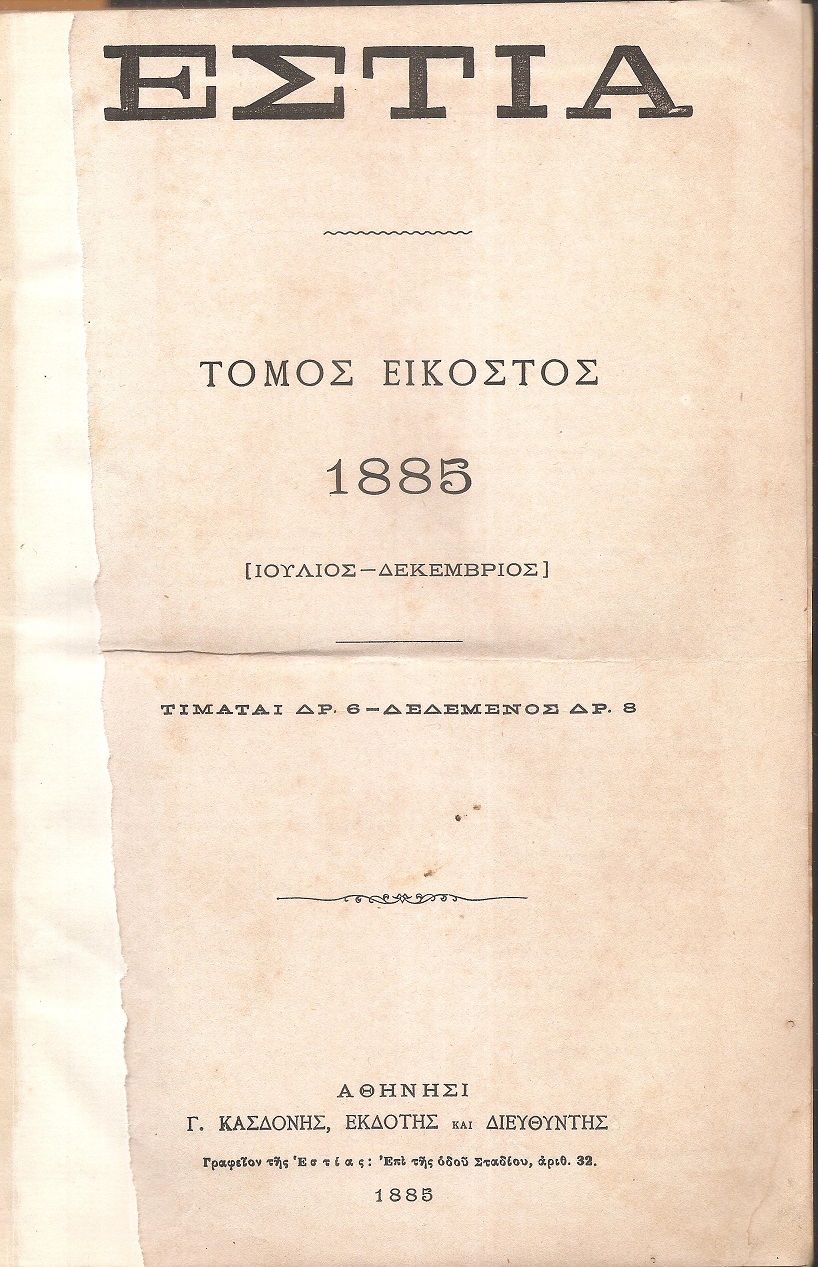 ΕΣΤΙΑ
ΤΟΜΟΣ ΕΙΚΟΣΤΟΣ
1885
[ΙΟΥΛΙΟΣ—ΔΕΚΕΜΒΡΙΟΣ]
ΤΙΜΑΤΑΙ ΔΡ. 6—ΔΕΔΕΜΕΝΟΣ ΔΡ. 8
ΑΘΗΝΗΣΙ
Γ. ΚΑΣΔΟΝΗΣ, ΕΚΔΟΤΗΣ ΚΑΙ ΔΙΕΥΘΥΝΤΗΣ
Γραφεῖον τῆς Ἑστίας: Ἐπὶ τῆς ὁδοῦ Σταδίου, ἀριθ. 32.
1885